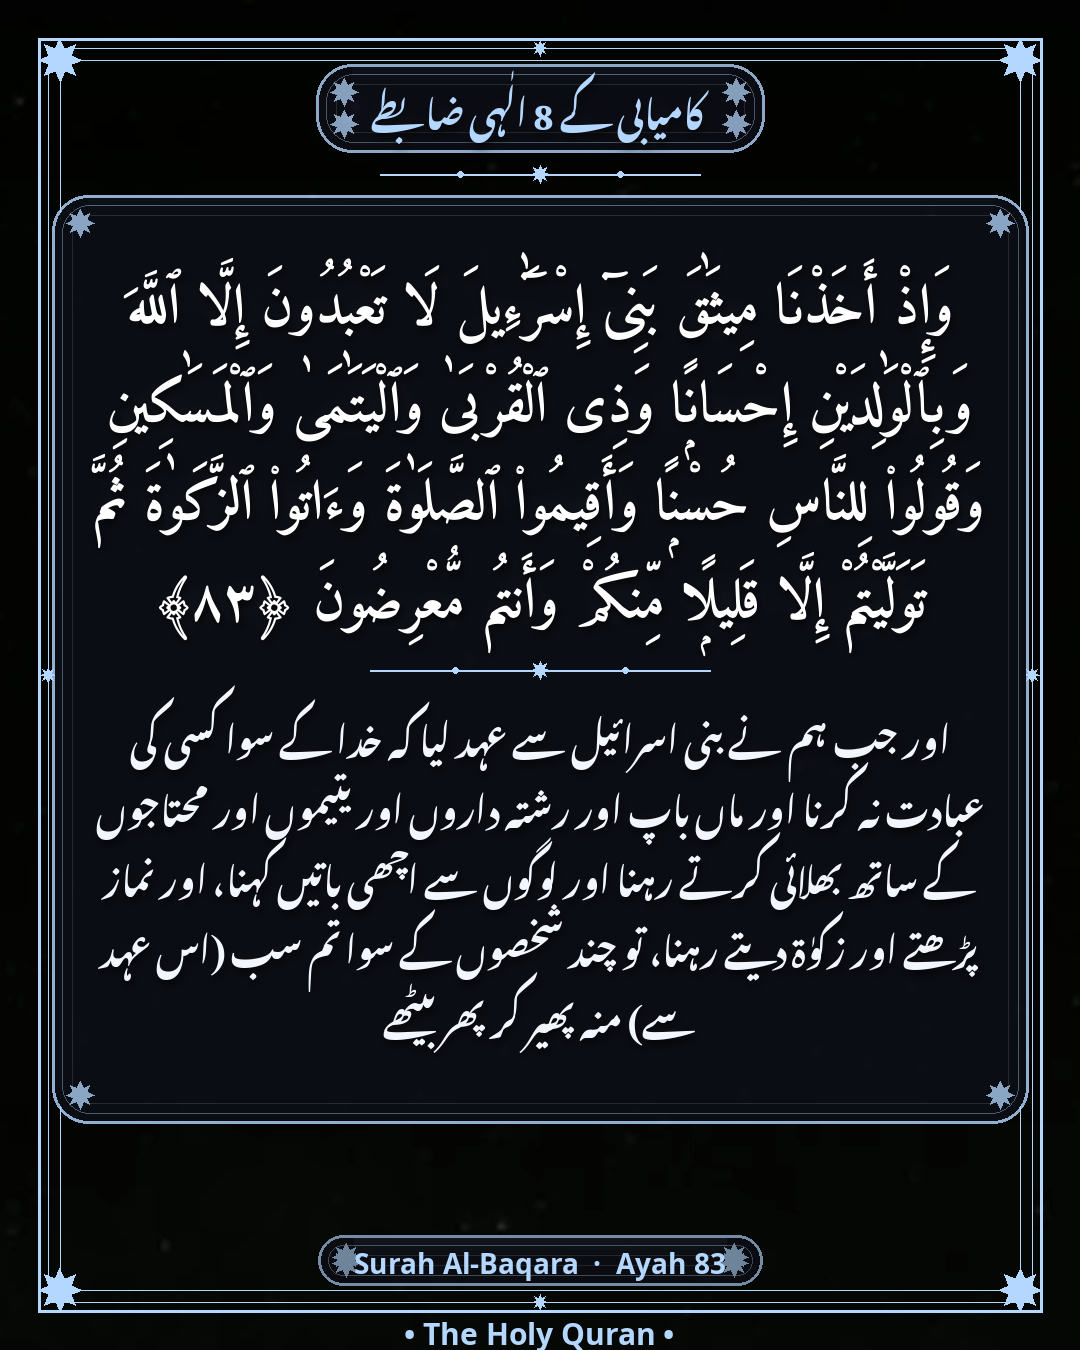 کامیابی کے 8 الٰہی ضابطے
وَإِذْ أَخَذْنَا مِيثَٰقَ بَنِىٓ إِسْرَٰٓءِيلَ لَا تَعْبُدُونَ إِلَّا ٱللَّهَ
وَبِٱلْوَٰلِدَيْنِ إِحْسَانًۭا وَذِى ٱلْقُرْبَىٰ وَٱلْيَتَٰمَىٰ وَٱلْمَسَٰكِينِ
وَقُولُوا۟ لِلنَّاسِ حُسْنًۭا وَأَقِيمُوا۟ ٱلصَّلَوٰةَ وَءَاتُوا۟ ٱلزَّكَوٰةَ ثُمَّ
تَوَلَّيْتُمْ إِلَّا قَلِيلًۭا مِّنكُمْ وَأَنتُم مُّعْرِضُونَ ﴿٨٣﴾
اور جب ہم نے بنی اسرائیل سے عہد لیا کہ خدا کے سوا کسی کی
عبادت نہ کرنا اور ماں باپ اور رشتہ داروں اور یتیموں اور محتاجوں
کے ساتھ بھلائی کرتے رہنا اور لوگوں سے اچھی باتیں کہنا، اور نماز
پڑھتے اور زکوٰة دیتے رہنا، تو چند شخصوں کے سوا تم سب (اس عہد
سے) منہ پھیر کر پھر بیٹھے
Surah Al-Baqara · Ayah 83
• The Holy Quran •